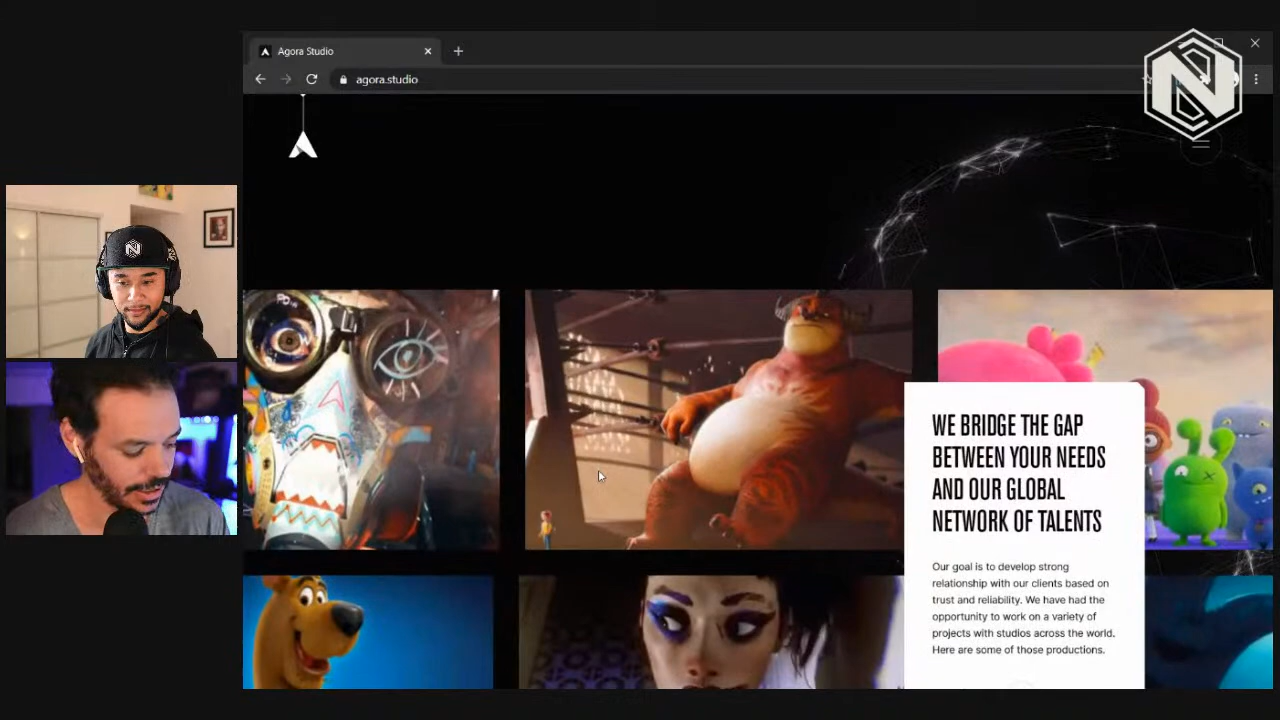 Agora Studio
agora.studio
WE BRIDGE THE GAP
BETWEEN YOUR NEEDS
AND OUR GLOBAL
NETWORK OF TALENTS
Our goal is to develop strong
relationship with our clients based on
trust and reliability. We have had the
opportunity to work on a variety of
projects with studios across the world.
Here are some of those productions.